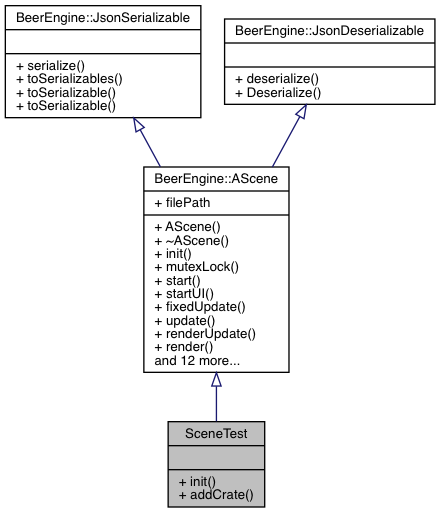 BeerEngine::JsonSerializable
+ serialize()
+ toSerializables()
+ toSerializable()
+ toSerializable()
BeerEngine::JsonDeserializable
+ deserialize()
+ Deserialize()
BeerEngine::AScene
+ filePath
+ AScene()
+ ~AScene()
+ init()
+ mutexLock()
+ start()
+ startUI()
+ fixedUpdate()
+ update()
+ renderUpdate()
+ render()
and 12 more...
SceneTest
+ init()
+ addCrate()